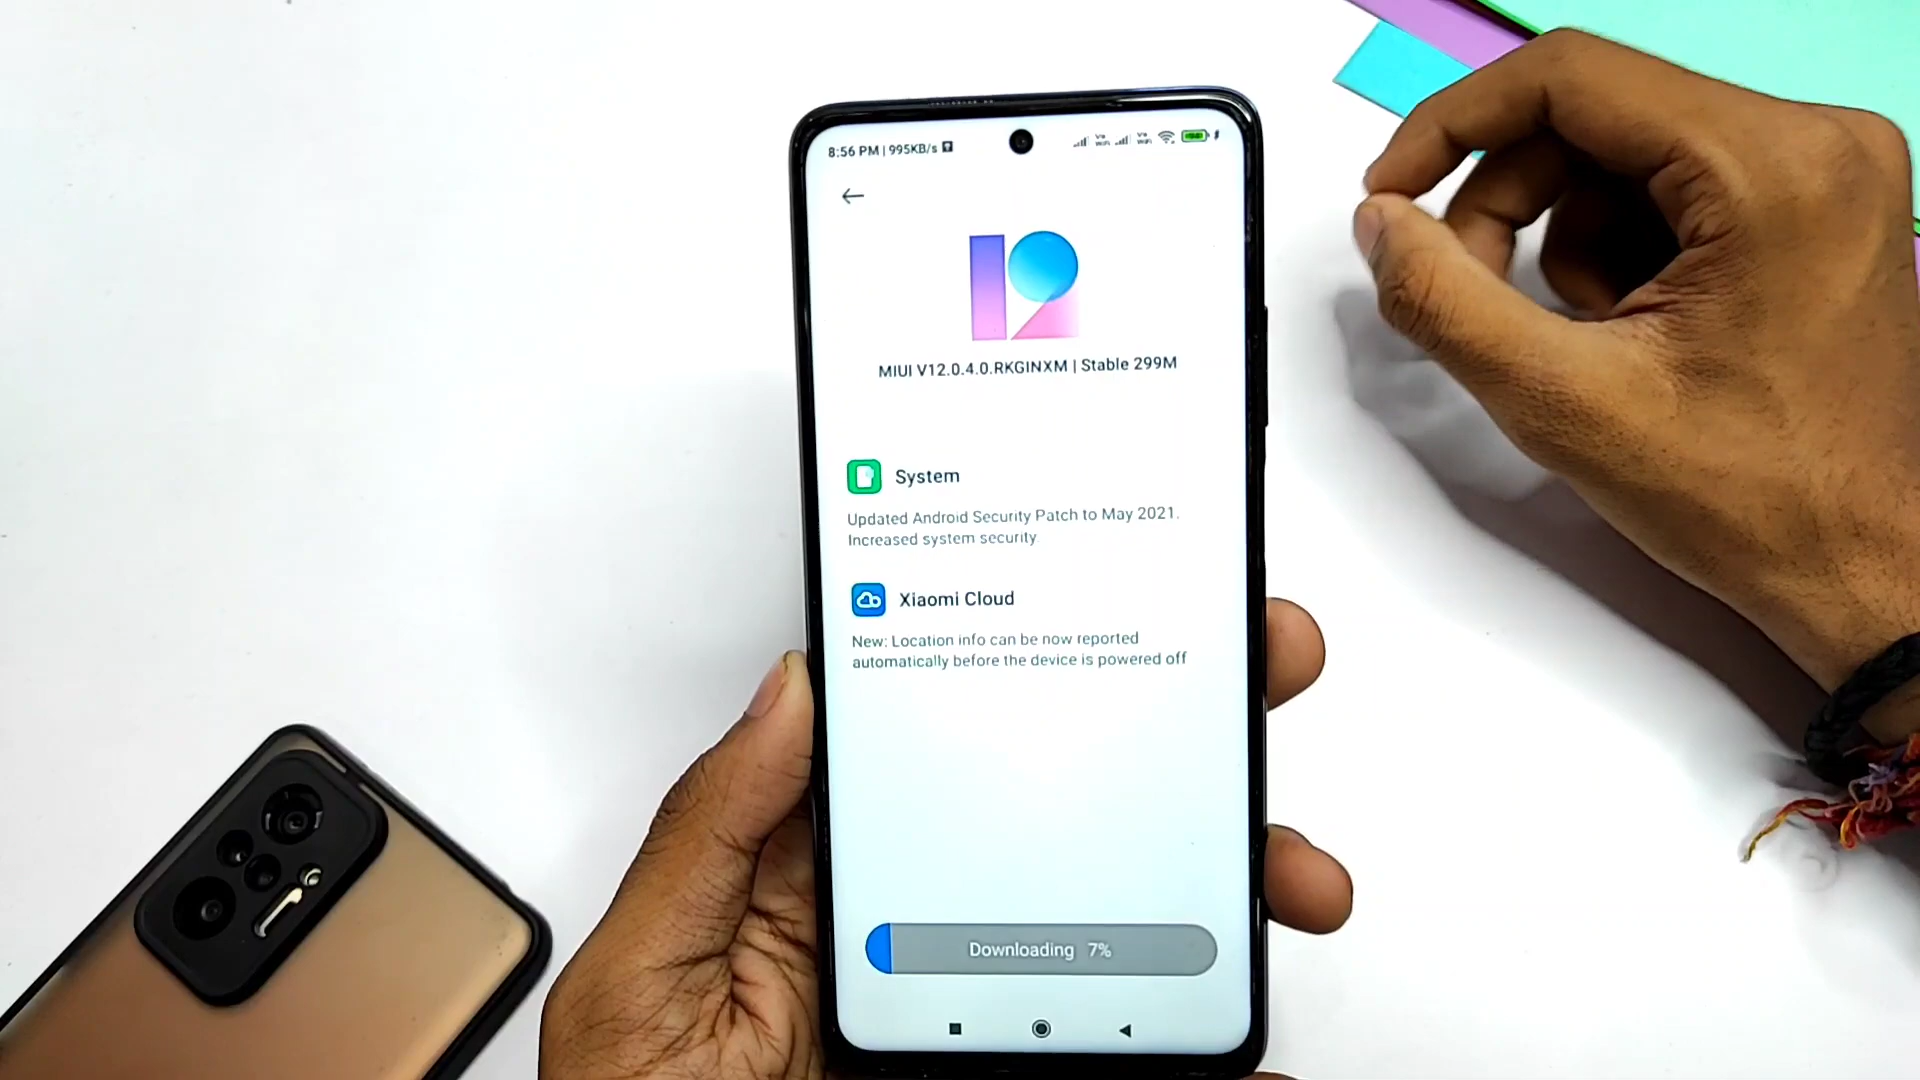 8:56 PM | 995KB/s
MIUI V12.0.4.0.RKGINXM | Stable 299M
System
Updated Android Security Patch to May 2021.
Increased system security
Xiaomi Cloud
New: Location info can be now reported
automatically before the device is powered off
Downloading 7%